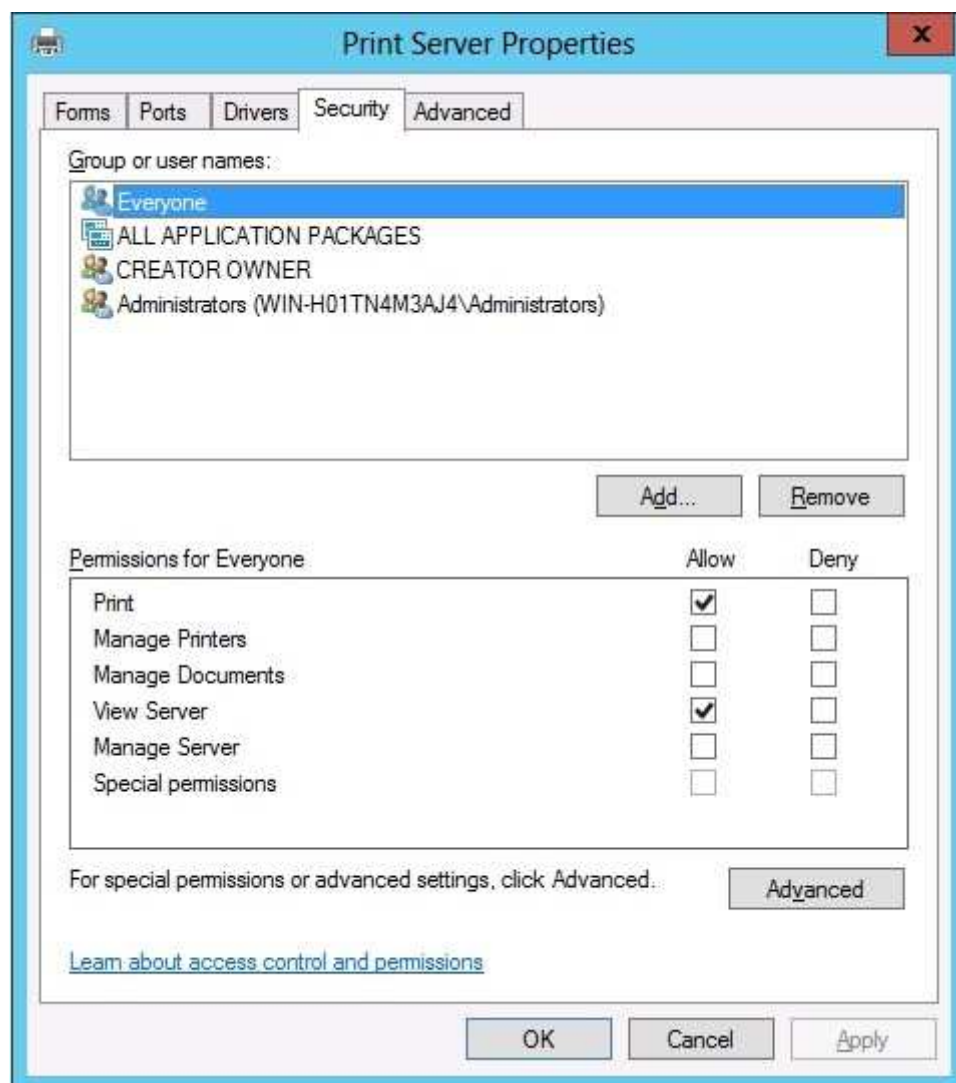 Print Server Properties
x
Forms Ports Drivers Security Advanced
Group or user names:
Everyone
ALL APPLICATION PACKAGES
CREATOR OWNER
Administrators (WIN-H01TN4M3AJ4\Administrators)
Add... Remove
Permissions for Everyone Allow Deny
Print
Manage Printers
Manage Documents
View Server
Manage Server
Special permissions
For special permissions or advanced settings, click Advanced. Advanced
Learn about access control and permissions
OK Cancel Apply